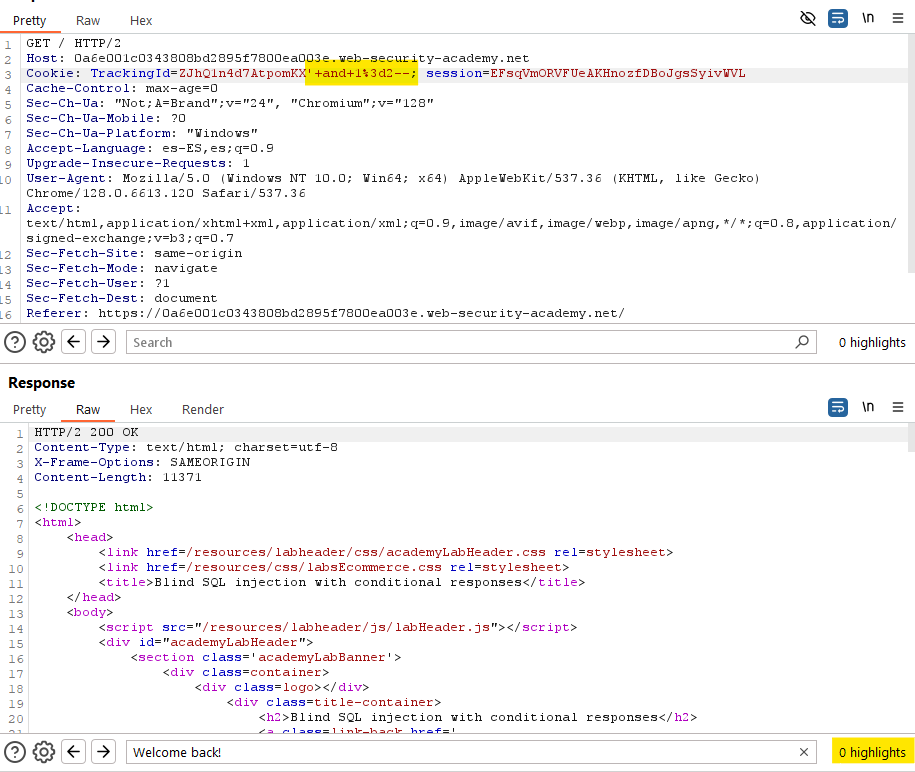 Pretty Raw Hex
\n
1 GET / HTTP/2
2 Host: 0a6e001c0343808bd2895f7800ea003e.web-security-academy.net
3 Cookie: TrackingId=ZJhQ1n4d7AtpomKX'+and+1%3d2--; session=EFsqVmORVFUeAKHnozfDBoJgsSyivWVL
4 Cache-Control: max-age=0
5 Sec-Ch-Ua: "Not;A=Brand";v="24", "Chromium";v="128"
6 Sec-Ch-Ua-Mobile: ?0
7 Sec-Ch-Ua-Platform: "Windows"
8 Accept-Language: es-ES,es;q=0.9
9 Upgrade-Insecure-Requests: 1
10 User-Agent: Mozilla/5.0 (Windows NT 10.0; Win64; x64) AppleWebKit/537.36 (KHTML, like Gecko)
Chrome/128.0.6613.120 Safari/537.36
11 Accept:
text/html,application/xhtml+xml,application/xml;q=0.9,image/avif,image/webp,image/apng,*/*;q=0.8,application/
signed-exchange;v=b3;q=0.7
12 Sec-Fetch-Site: same-origin
13 Sec-Fetch-Mode: navigate
14 Sec-Fetch-User: ?1
15 Sec-Fetch-Dest: document
16 Referer: https://0a6e001c0343808bd2895f7800ea003e.web-security-academy.net/
Search 0 highlights
Response
Pretty Raw Hex Render
\n
1 HTTP/2 200 OK
2 Content-Type: text/html; charset=utf-8
3 X-Frame-Options: SAMEORIGIN
4 Content-Length: 11371
5
6 <!DOCTYPE html>
7 <html>
8 <head>
9 <link href=/resources/labheader/css/academyLabHeader.css rel=stylesheet>
10 <link href=/resources/css/labsEcommerce.css rel=stylesheet>
11 <title>Blind SQL injection with conditional responses</title>
12 </head>
13 <body>
14 <script src="/resources/labheader/js/labHeader.js"></script>
15 <div id="academyLabHeader">
16 <section class='academyLabBanner'>
17 <div class=container>
18 <div class=logo></div>
19 <div class=title-container>
20 <h2>Blind SQL injection with conditional responses</h2>
21 <a class=link-back href='
Welcome back! 0 highlights